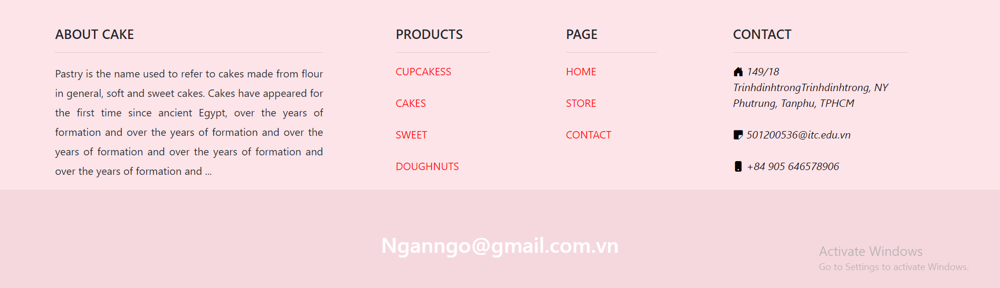 ABOUT CAKE
Pastry is the name used to refer to cakes made from flour
in general, soft and sweet cakes. Cakes have appeared for
the first time since ancient Egypt, over the years of
formation and over the years of formation and over the
years of formation and over the years of formation and
over the years of formation and ...
PRODUCTS
CUPCAKESS
CAKES
SWEET
DOUGHNUTS
PAGE
HOME
STORE
CONTACT
CONTACT
149/18
TrinhdinhtrongTrinhdinhtrong, NY
Phutrung, Tanphu, TPHCM
501200536@itc.edu.vn
+84 905 646578906
Nganngo@gmail.com.vn
Activate Windows
Go to Settings to activate Windows.